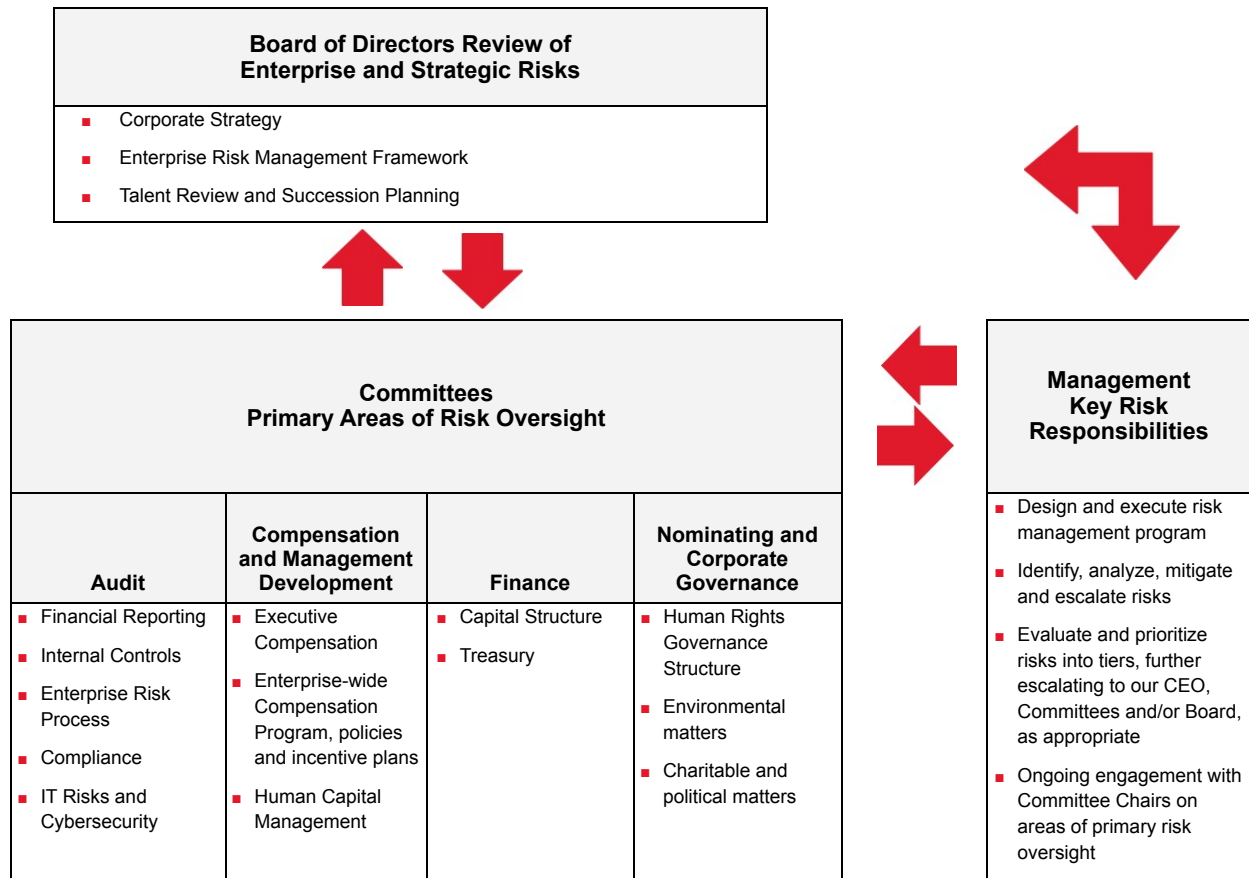 Board of Directors Review of
Enterprise and Strategic Risks
Corporate Strategy
Enterprise Risk Management Framework
Talent Review and Succession Planning
Committees
Primary Areas of Risk Oversight
Audit
Financial Reporting
Internal Controls
Enterprise Risk
Process
Compliance
IT Risks and
Cybersecurity
Compensation
and Management
Development
Executive
Compensation
Enterprise-wide
Compensation
Program, policies
and incentive plans
Human Capital
Management
Finance
Capital Structure
Treasury
Nominating and
Corporate
Governance
Human Rights
Governance
Structure
Environmental
matters
Charitable and
political matters
Management
Key Risk
Responsibilities
Design and execute risk
management program
Identify, analyze, mitigate
and escalate risks
Evaluate and prioritize
risks into tiers, further
escalating to our CEO,
Committees and/or Board,
as appropriate
Ongoing engagement with
Committee Chairs on
areas of primary risk
oversight